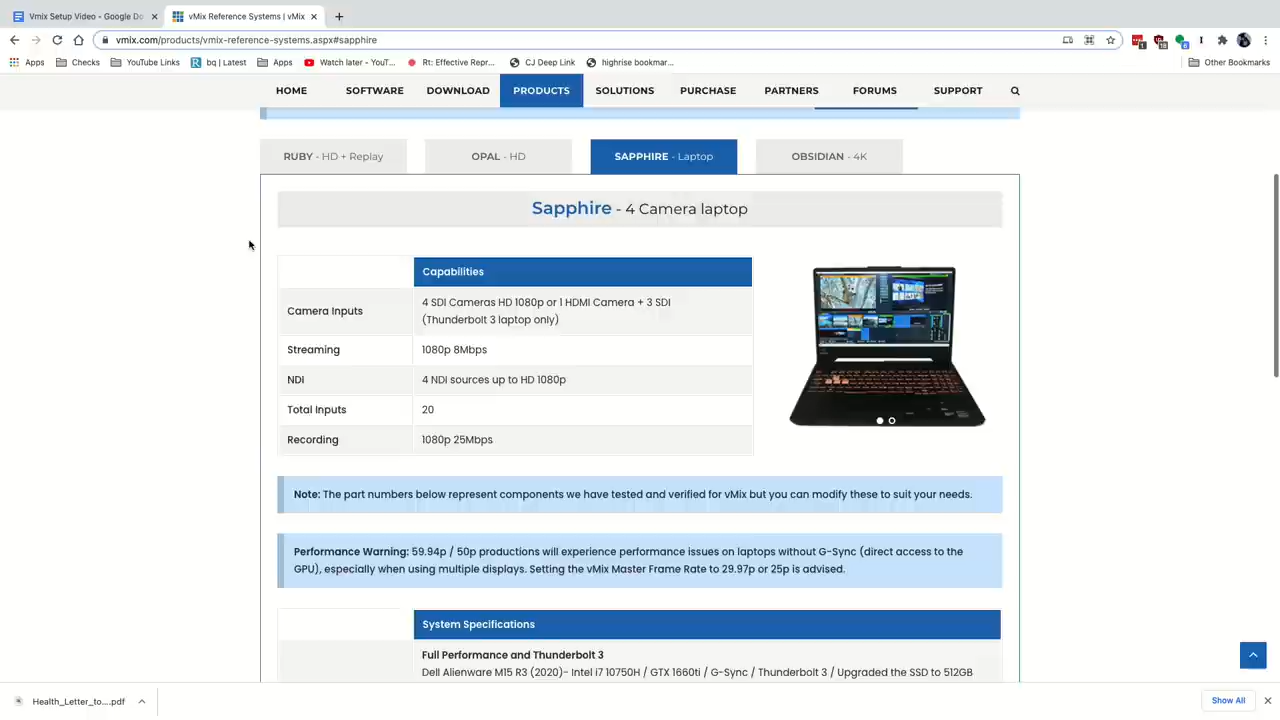 Vmix Setup Video - Google Do
vMix Reference Systems | vMix
vmix.com/products/vmix-reference-systems.aspx#sapphire
Apps
Checks
YouTube Links
bq | Latest
Apps
Watch later - YouT...
Rt: Effective Repr...
CJ Deep Link
highrise bookmar...
Other Bookmarks
HOME
SOFTWARE
DOWNLOAD
PRODUCTS
SOLUTIONS
PURCHASE
PARTNERS
FORUMS
SUPPORT
RUBY - HD + Replay
OPAL - HD
SAPPHIRE - Laptop
OBSIDIAN - 4K
Sapphire - 4 Camera laptop
Capabilities
Camera Inputs
4 SDI Cameras HD 1080p or 1 HDMI Camera + 3 SDI
(Thunderbolt 3 laptop only)
Streaming
1080p 8Mbps
NDI
4 NDI sources up to HD 1080p
Total Inputs
20
Recording
1080p 25Mbps
Note: The part numbers below represent components we have tested and verified for vMix but you can modify these to suit your needs.
Performance Warning: 59.94p / 50p productions will experience performance issues on laptops without G-Sync (direct access to the
GPU), especially when using multiple displays. Setting the vMix Master Frame Rate to 29.97p or 25p is advised.
System Specifications
Full Performance and Thunderbolt 3
Dell Alienware M15 R3 (2020)- Intel i7 10750H / GTX 1660ti / G-Sync / Thunderbolt 3 / Upgraded the SSD to 512GB
Health_Letter_to....pdf
Show All